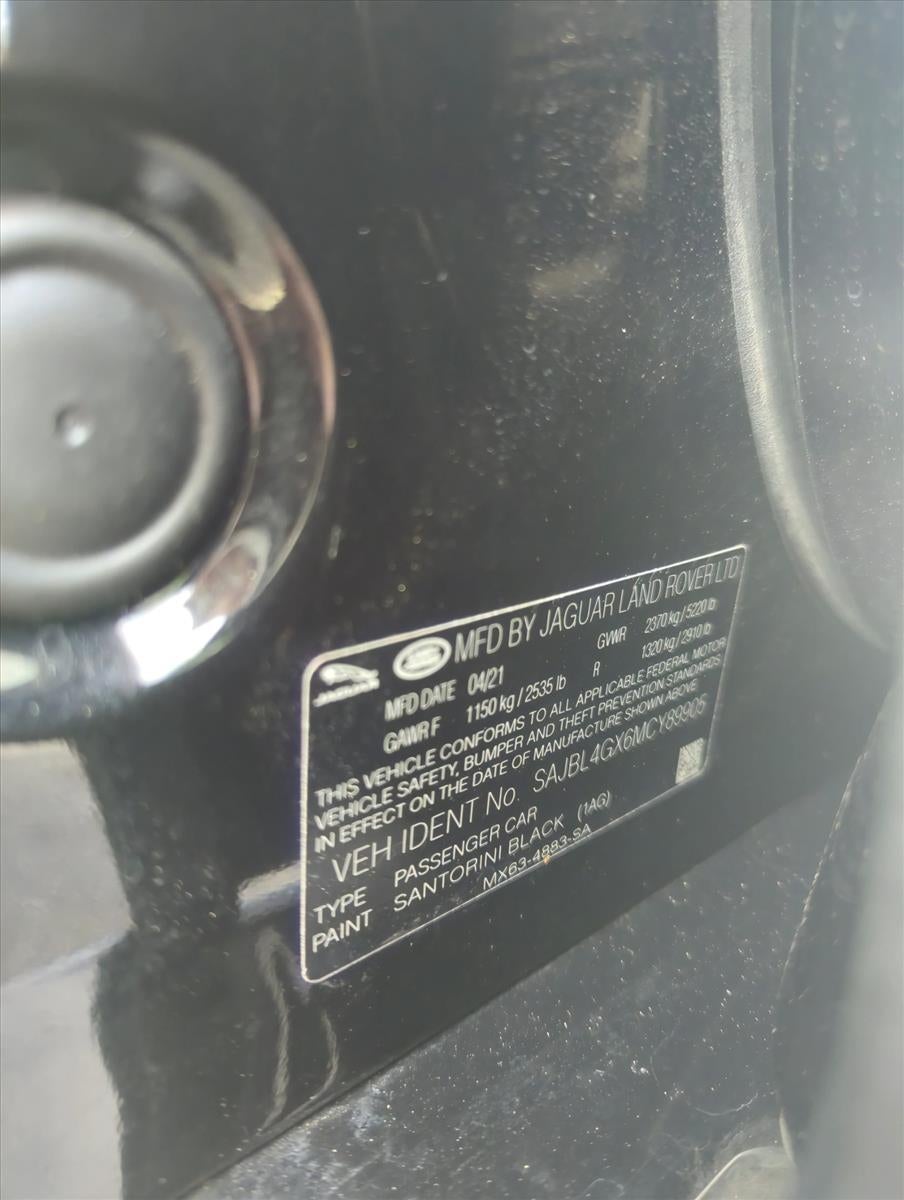 JAGUAR
MFD BY JAGUAR LAND ROVER LTD
MFD DATE 04/21 GVWR 2370 kg / 5220 lb
GAWR F 1150 kg / 2535 lb R 1320 kg / 2910 lb
THIS VEHICLE CONFORMS TO ALL APPLICABLE FEDERAL MOTOR
VEHICLE SAFETY, BUMPER AND THEFT PREVENTION STANDARDS
IN EFFECT ON THE DATE OF MANUFACTURE SHOWN ABOVE
VEH IDENT No. SAJBL4GX6MCY89905
TYPE PASSENGER CAR
PAINT SANTORINI BLACK (1AG)
MX63-4883-SA